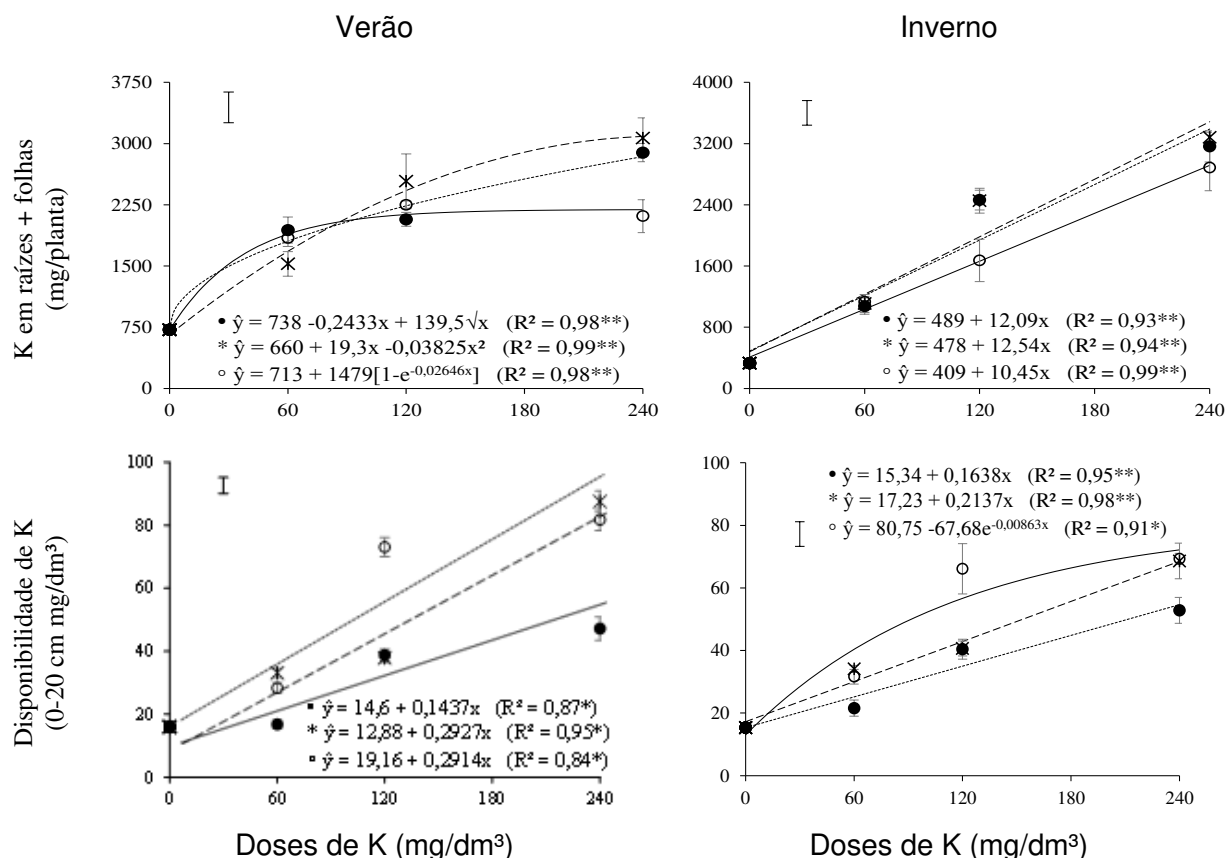 Verão
Inverno
K em raízes + folhas
(mg/planta)
3750
3000
2250
1500
750
0
● ŷ = 738 -0,2433x + 139,5√x (R² = 0,98**)
* ŷ = 660 + 19,3x -0,03825x² (R² = 0,99**)
○ ŷ = 713 + 1479[1-e^-0,02646x] (R² = 0,98**)
0 60 120 180 240
4000
3200
2400
1600
800
0
● ŷ = 489 + 12,09x (R² = 0,93**)
* ŷ = 478 + 12,54x (R² = 0,94**)
○ ŷ = 409 + 10,45x (R² = 0,99**)
0 60 120 180 240
Disponibilidade de K
(0-20 cm mg/dm³)
100
80
60
40
20
0
▪ ŷ = 14,6 + 0,1437x (R² = 0,87*)
* ŷ = 12,88 + 0,2927x (R² = 0,95*)
▫ ŷ = 19,16 + 0,2914x (R² = 0,84*)
0 60 120 180 240
100
80
60
40
20
0
● ŷ = 15,34 + 0,1638x (R² = 0,95**)
* ŷ = 17,23 + 0,2137x (R² = 0,98**)
○ ŷ = 80,75 -67,68e^-0,00863x (R² = 0,91*)
0 60 120 180 240
Doses de K (mg/dm³)
Doses de K (mg/dm³)